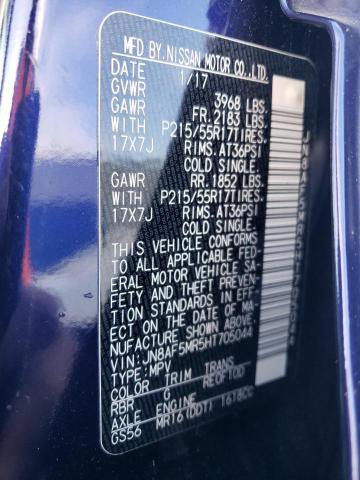 MFD BY.NISSAN MOTOR CO.,LTD.
DATE 1/17
GVWR 3968 LBS.
GAWR FR.2183 LBS.
WITH P215/55R17TIRES.
17X7J RIMS. AT36PSI
COLD SINGLE.
GAWR RR.1852 LBS.
WITH P215/55R17TIRES.
17X7J RIMS. AT36PSI
COLD SINGLE.
THIS VEHICLE CONFORMS
TO ALL APPLICABLE FED-
ERAL MOTOR VEHICLE SA-
FETY AND THEFT PREVEN-
TION STANDARDS IN EFF-
ECT ON THE DATE OF MA-
NUFACTURE SHOWN ABOVE.
VIN:JN8AF5MR5HT705044
TYPE:MPV
COLOR TRIM TRANS
RBR G RE0F10D
AXLE ENGINE
GS56 MR16(DDT) 1618CC